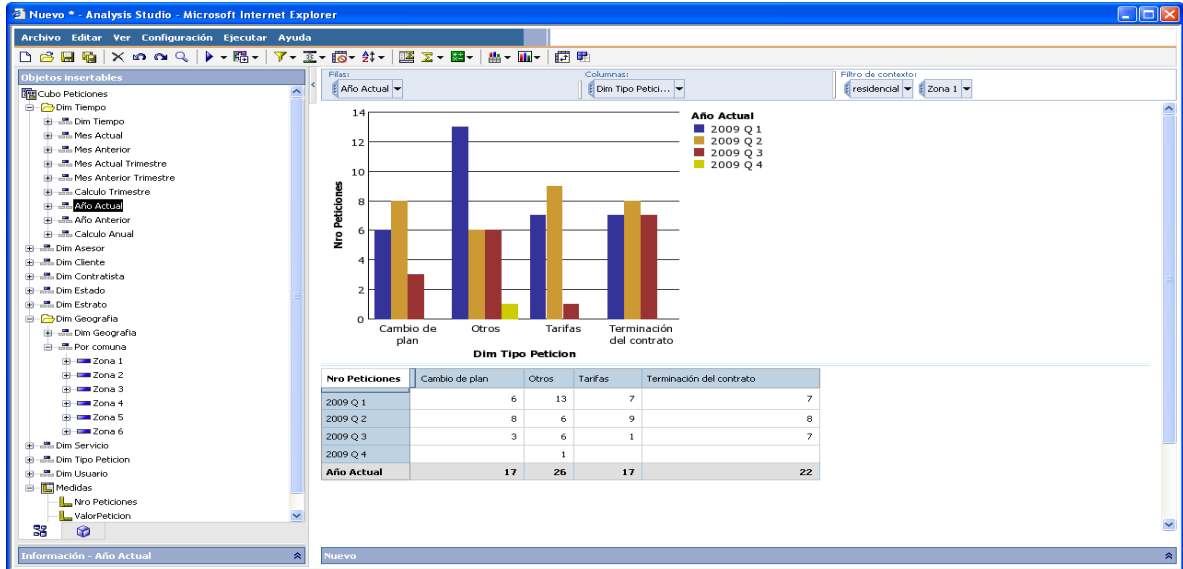 Nuevo * - Analysis Studio - Microsoft Internet Explorer
Archivo Editar Ver Configuración Ejecutar Ayuda
Objetos insertables
Cubo Peticiones
Dim Tiempo
Dim Tiempo
Mes Actual
Mes Anterior
Mes Actual Trimestre
Mes Anterior Trimestre
Calculo Trimestre
Año Actual
Año Anterior
Calculo Anual
Dim Asesor
Dim Cliente
Dim Contratista
Dim Estado
Dim Estrato
Dim Geografia
Dim Geografia
Por comuna
Zona 1
Zona 2
Zona 3
Zona 4
Zona 5
Zona 6
Dim Servicio
Dim Tipo Peticion
Dim Usuario
Medidas
Nro Peticiones
ValorPeticion
Información - Año Actual
Filas:
Año Actual
Columnas:
Dim Tipo Petici...
Filtro de contexto:
residencial Zona 1
Nro Peticiones
14
12
10
8
6
4
2
0
Cambio de plan
Otros
Tarifas
Terminación del contrato
Dim Tipo Peticion
Año Actual
2009 Q 1
2009 Q 2
2009 Q 3
2009 Q 4
Nro Peticiones Cambio de plan Otros Tarifas Terminación del contrato
2009 Q 1 6 13 7 7
2009 Q 2 8 6 9 8
2009 Q 3 3 6 1 7
2009 Q 4 1
Año Actual 17 26 17 22
Nuevo